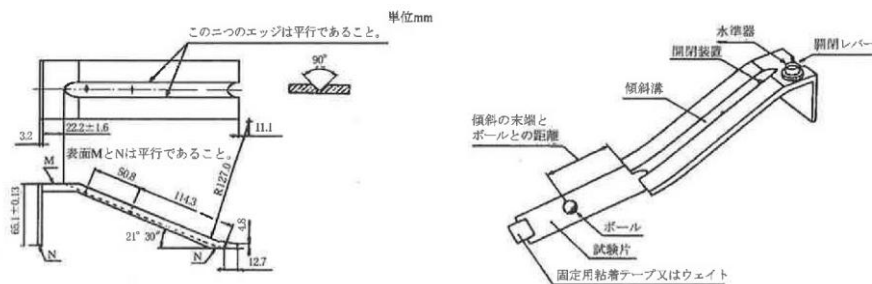 単位mm
この二つのエッジは平行であること。
90°
3.2
22.2±1.6
11.1
表面MとNは平行であること。
M
50.8
114.3
R127.0
65.1±0.13
21° 30″
4.8
N
N
12.7
水準器
開閉レバー
開閉装置
傾斜溝
傾斜の末端と
ボールとの距離
ボール
試験片
固定用粘着テープ又はウェイト